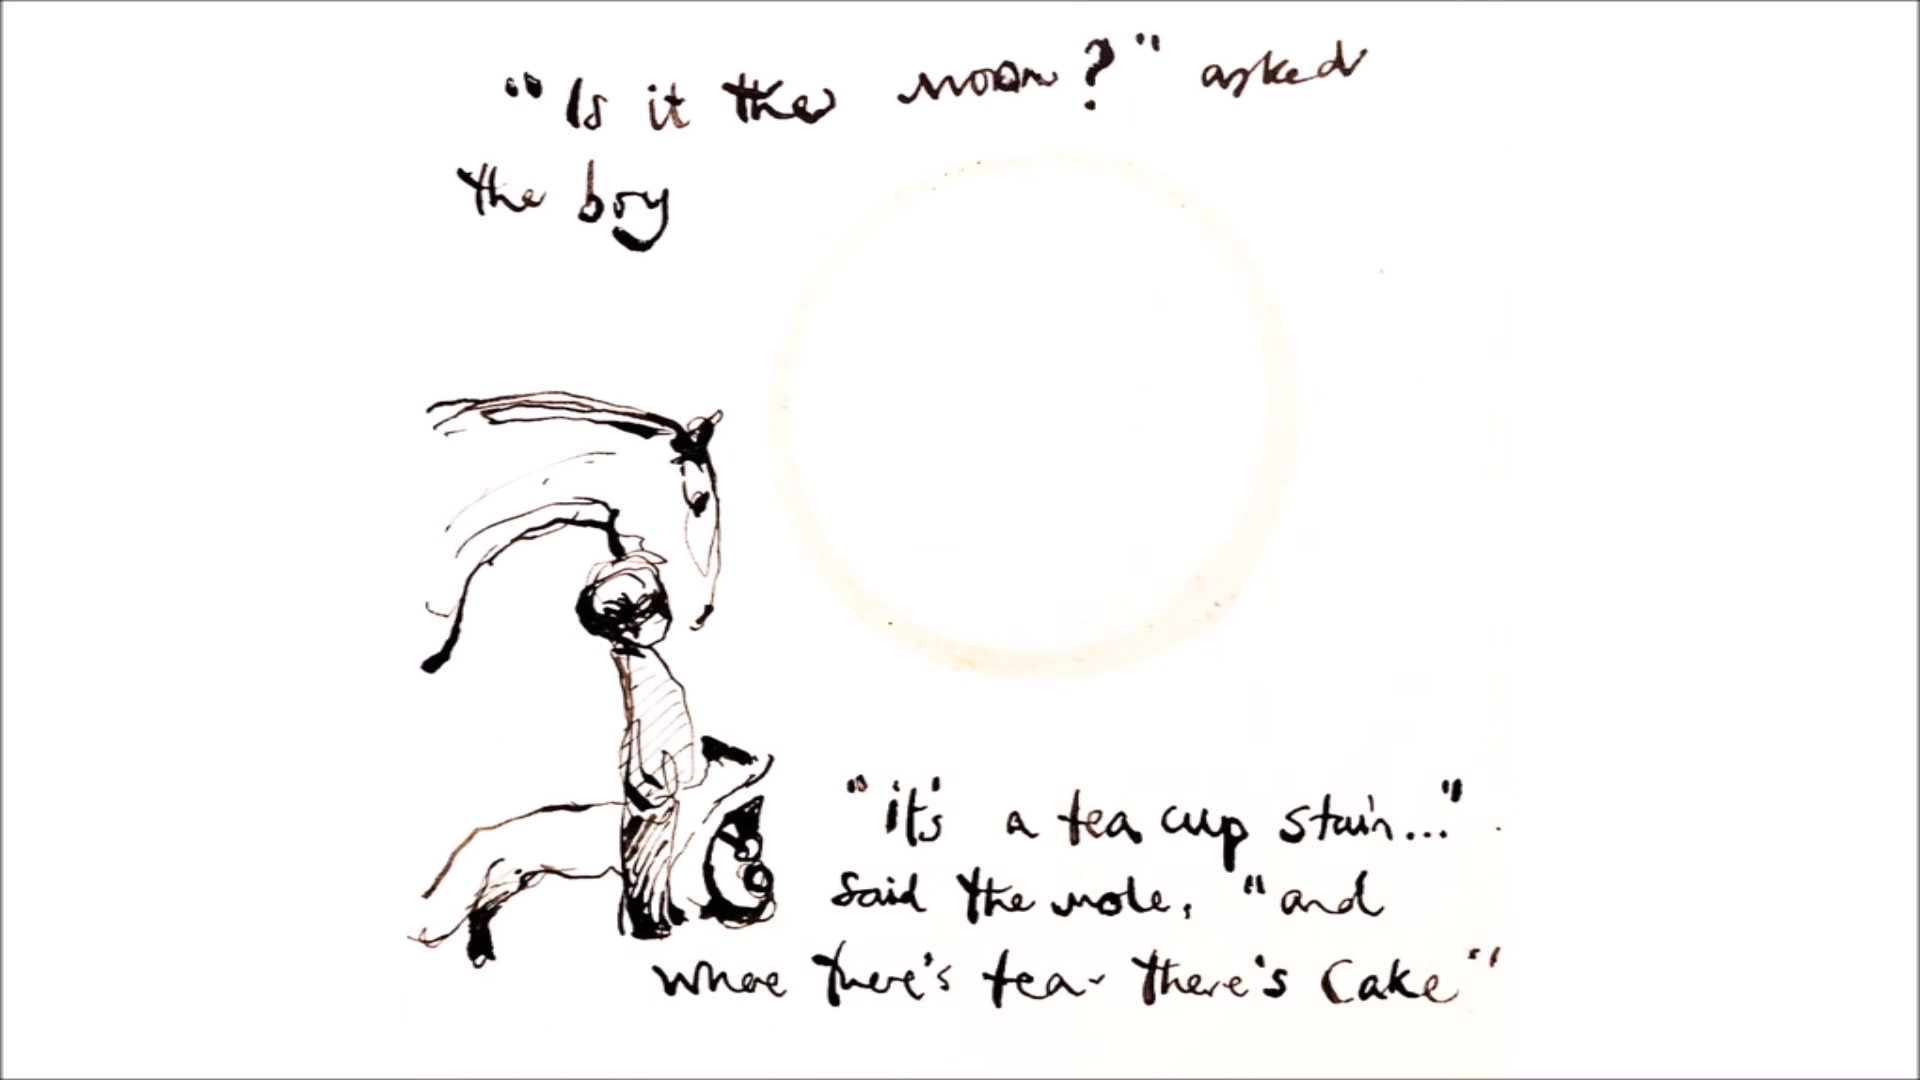 "Is it the moon?" asked
the boy
"it's a tea cup stain..."
said the mole, "and
where there's tea - there's cake"